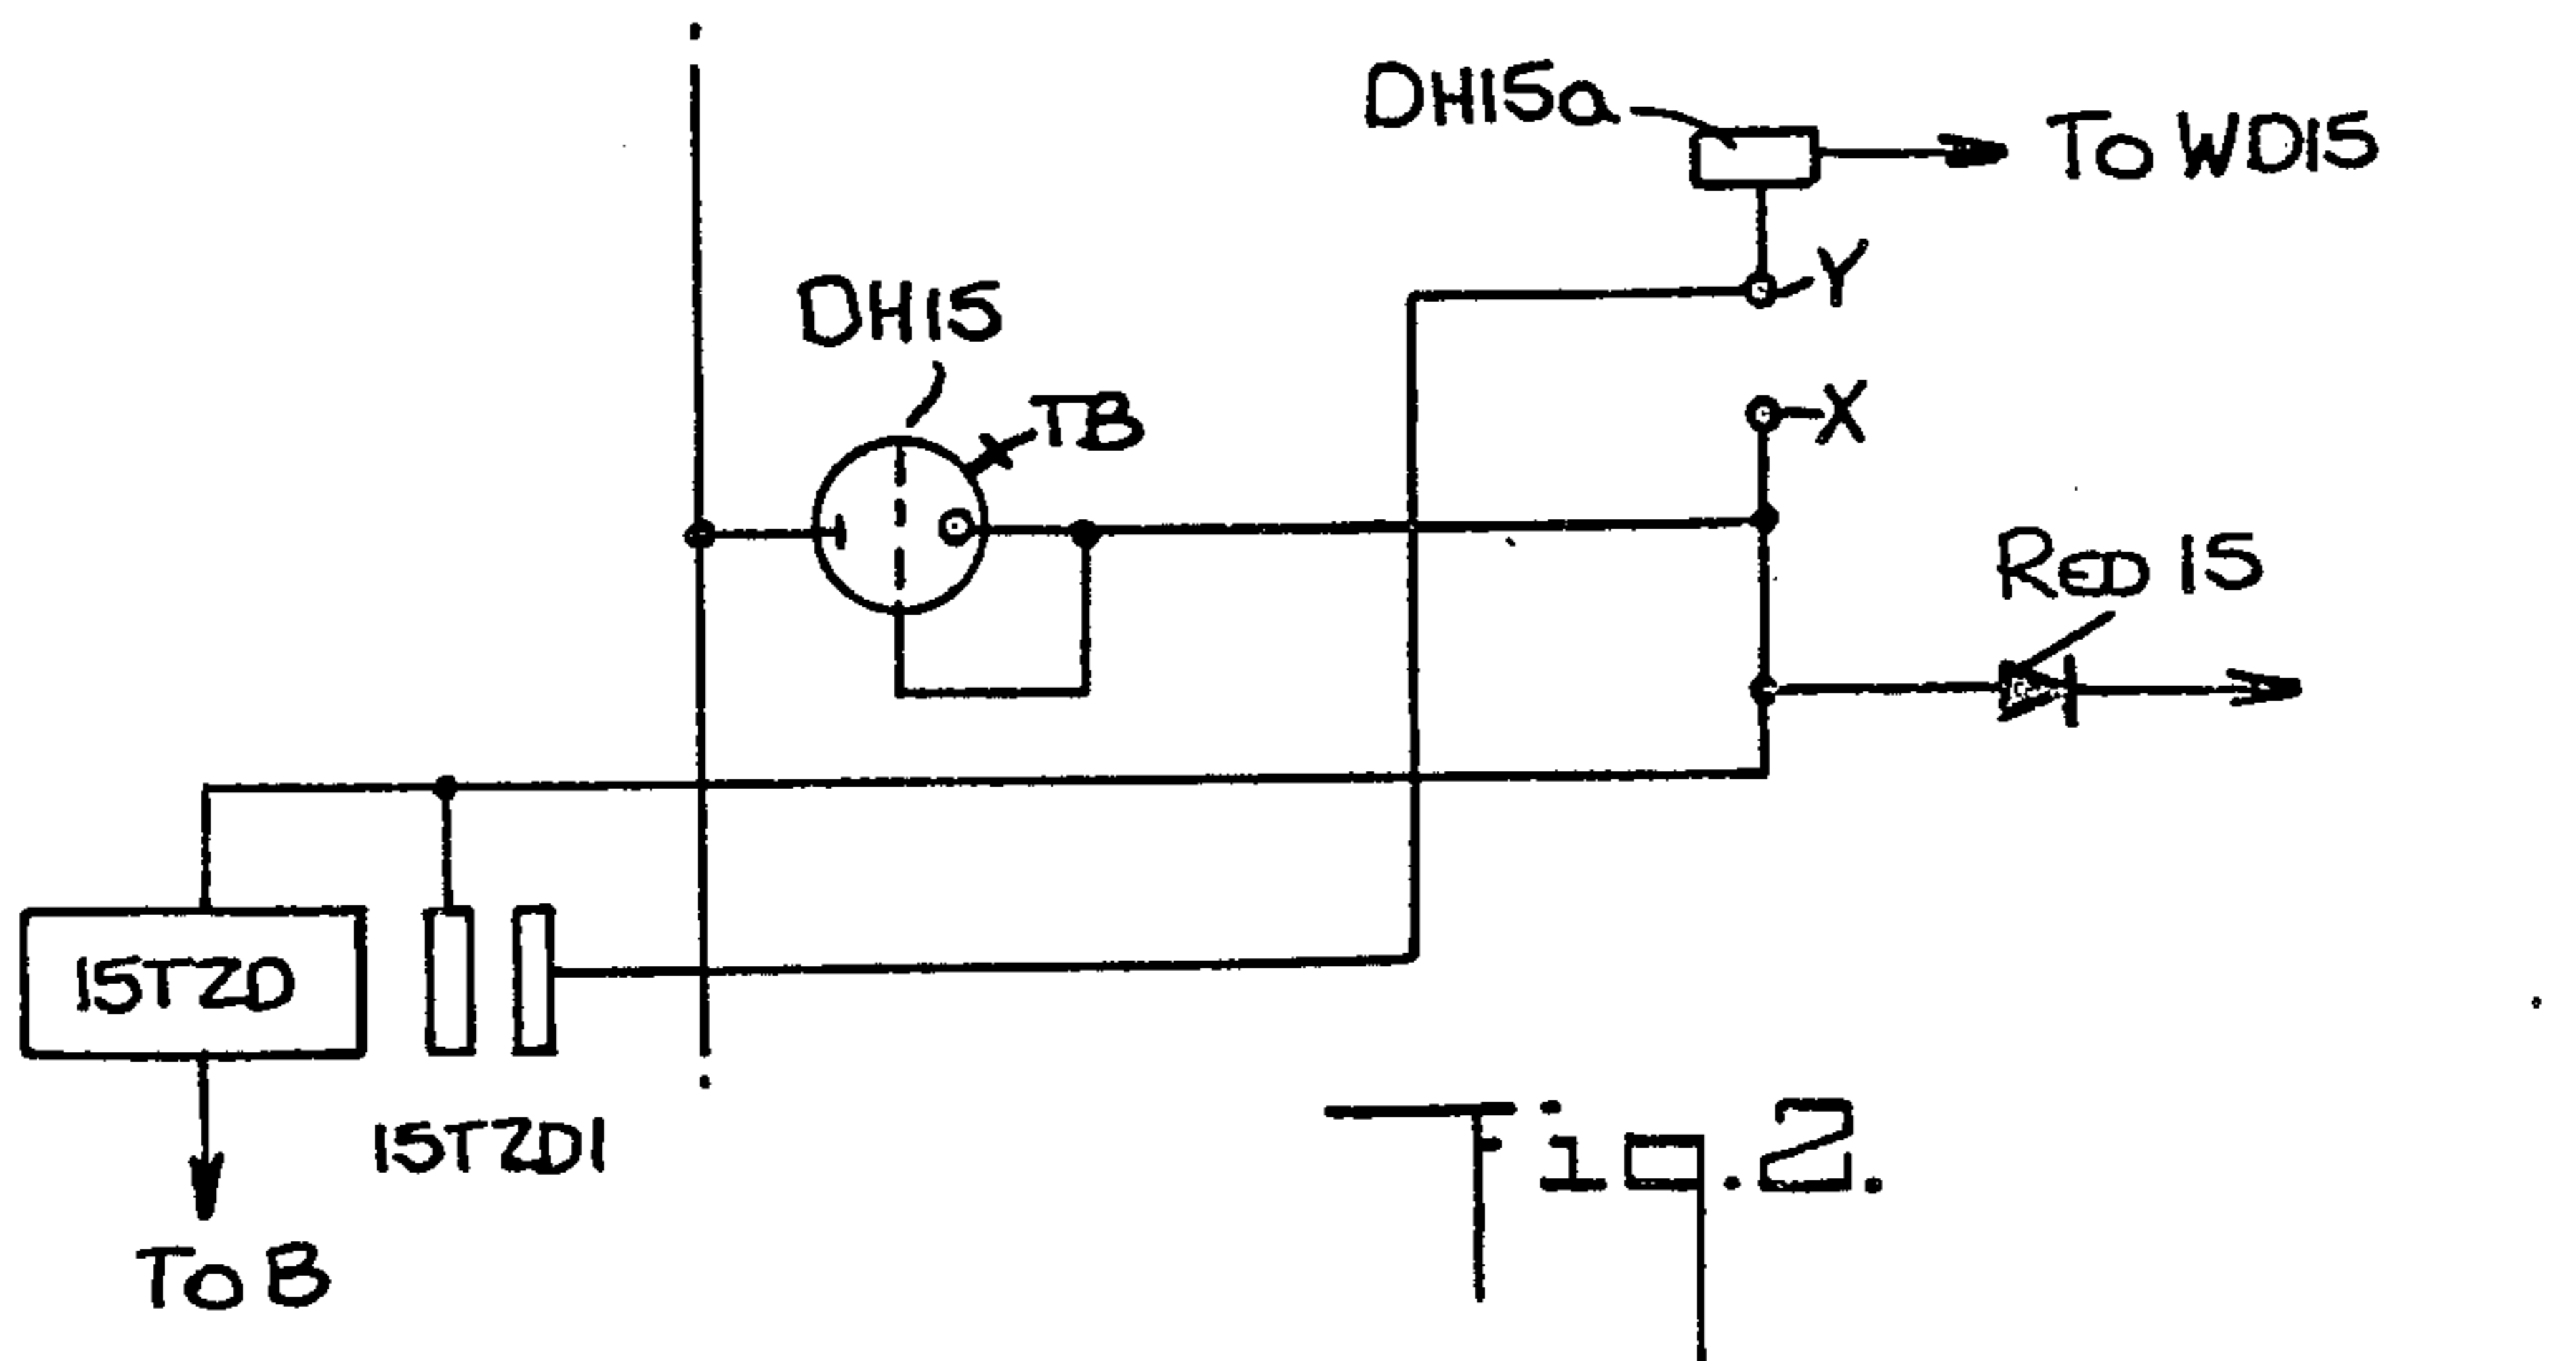 DH15a
To WD15
Y
DH15
TB
X
RED 15
15TZD
15TZD1
To B
Fig. 2.